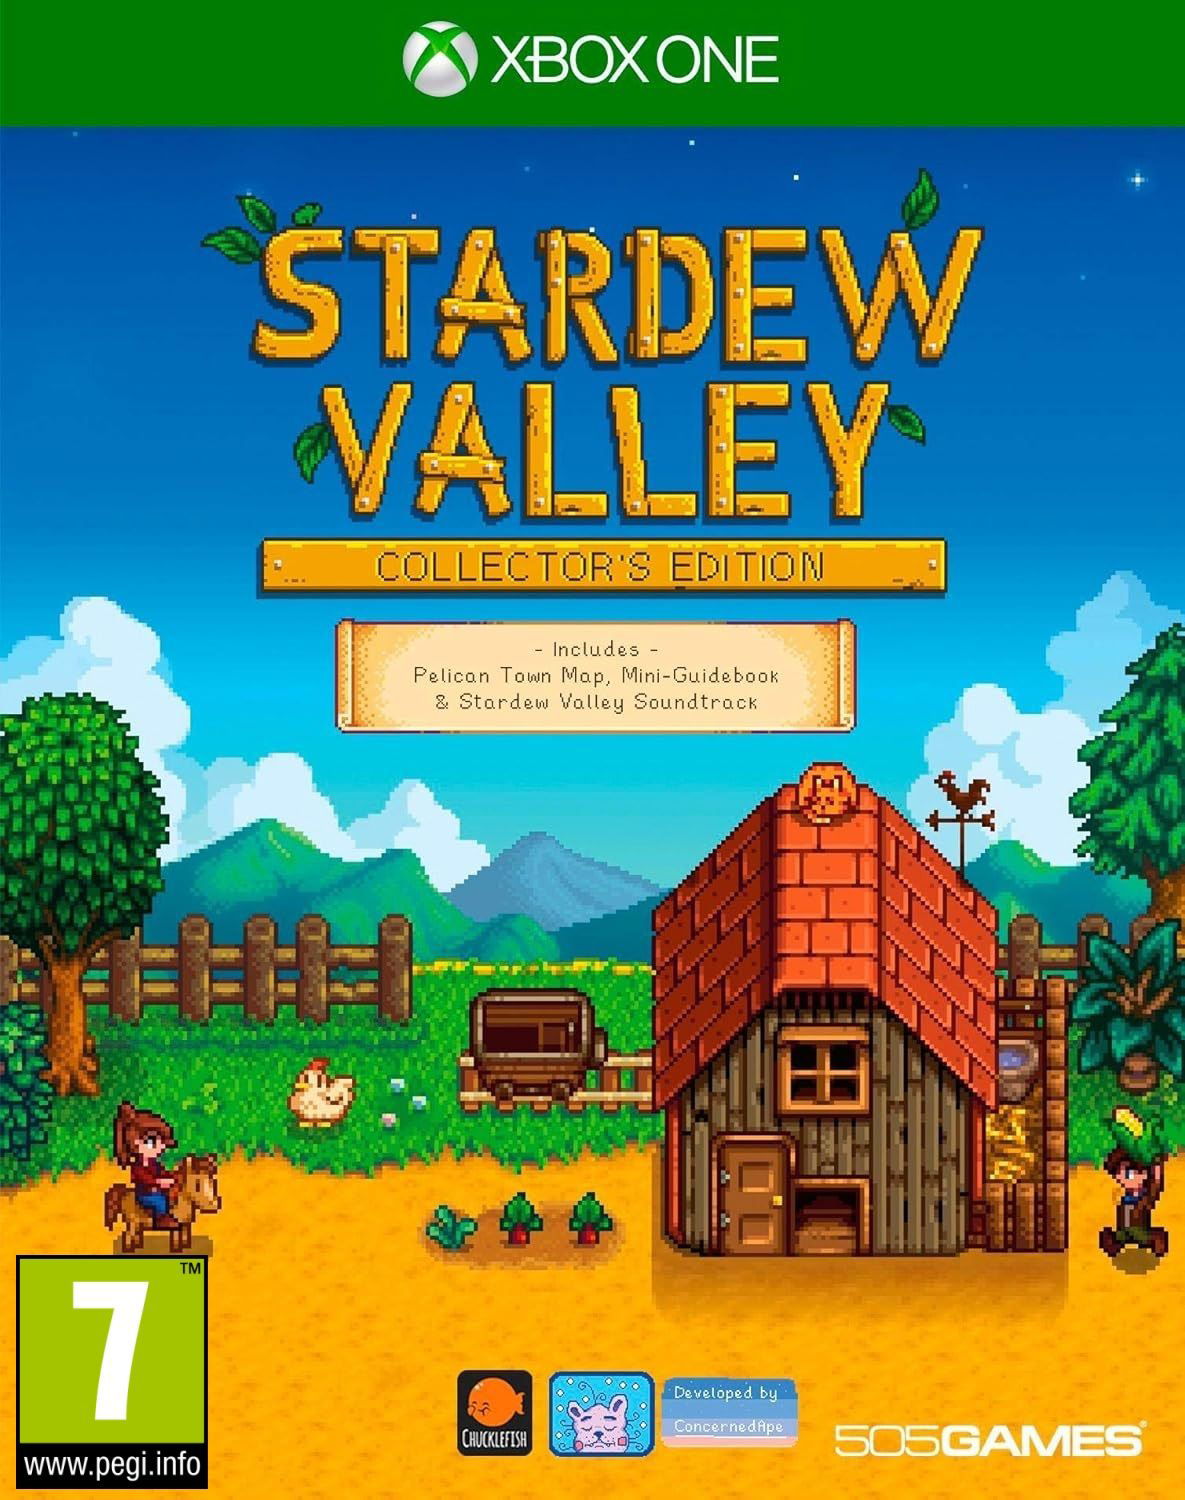 XBOX ONE
STARDEW
VALLEY
COLLECTOR'S EDITION
- Includes -
Pelican Town Map, Mini-Guidebook
& Stardew Valley Soundtrack
7
TM
www.pegi.info
CHUCKLEFISH
Developed by
ConcernedApe
505GAMES®